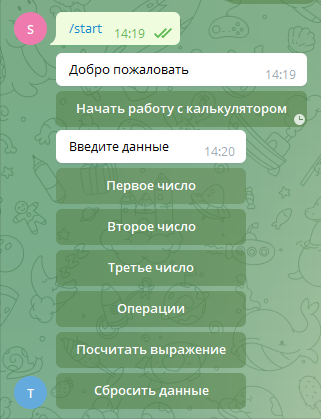 S
/start
14:19
Добро пожаловать
14:19
Начать работу с калькулятором
Введите данные
14:20
Первое число
Второе число
Третье число
Операции
Посчитать выражение
Сбросить данные
T